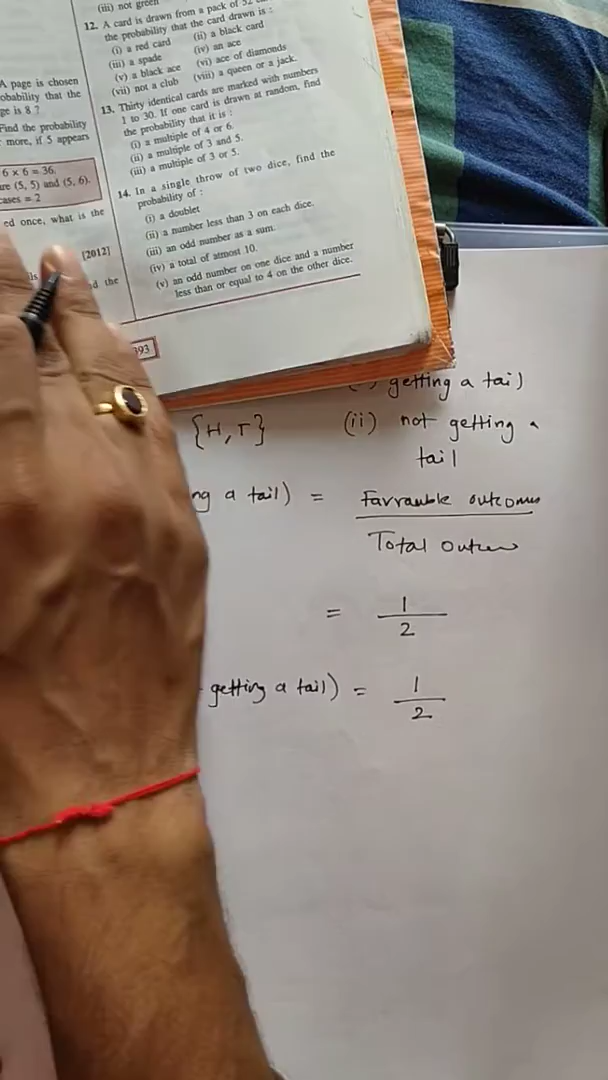 (iii) not green
12. A card is drawn from a pack of 52
the probability that the card drawn is :
(i) a red card (ii) a black card
(iii) a spade (iv) an ace
(v) a black ace (vi) ace of diamonds
(vii) not a club (viii) a queen or a jack.
13. Thirty identical cards are marked with numbers
1 to 30. If one card is drawn at random, find
the probability that it is :
(i) a multiple of 4 or 6.
(ii) a multiple of 3 and 5.
(iii) a multiple of 3 or 5.
14. In a single throw of two dice, find the
probability of :
(i) a doublet
(ii) a number less than 3 on each dice.
(iii) an odd number as a sum.
(iv) a total of atmost 10.
(v) an odd number on one dice and a number
less than or equal to 4 on the other dice.
A page is chosen
obability that the
ge is 8 ?
Find the probability
more, if 5 appears
6 × 6 = 36.
are (5, 5) and (5, 6).
cases = 2
ed once, what is the
[2012]
d the
393
getting a tail
{H, T} (ii) not getting a
tail
ng a tail) = Favrauble outcomes
Total
= 1
2
getting a tail) = 1
2